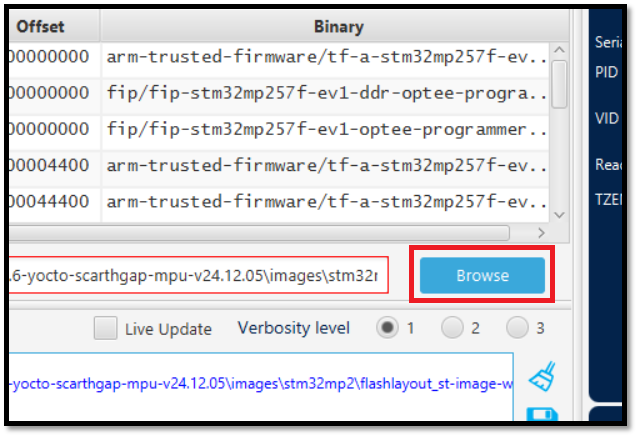 Offset Binary
00000000 arm-trusted-firmware/tf-a-stm32mp257f-ev..
00000000 fip/fip-stm32mp257f-ev1-ddr-optee-progra..
00000000 fip/fip-stm32mp257f-ev1-optee-programmer..
00004400 arm-trusted-firmware/tf-a-stm32mp257f-ev..
00044400 arm-trusted-firmware/tf-a-stm32mp257f-ev..
Seria
PID
VID
Read
TZEN
.6-yocto-scarthgap-mpu-v24.12.05\images\stm32m Browse
Live Update Verbosity level 1 2 3
-yocto-scarthgap-mpu-v24.12.05\images\stm32mp2\flashlayout_st-image-w